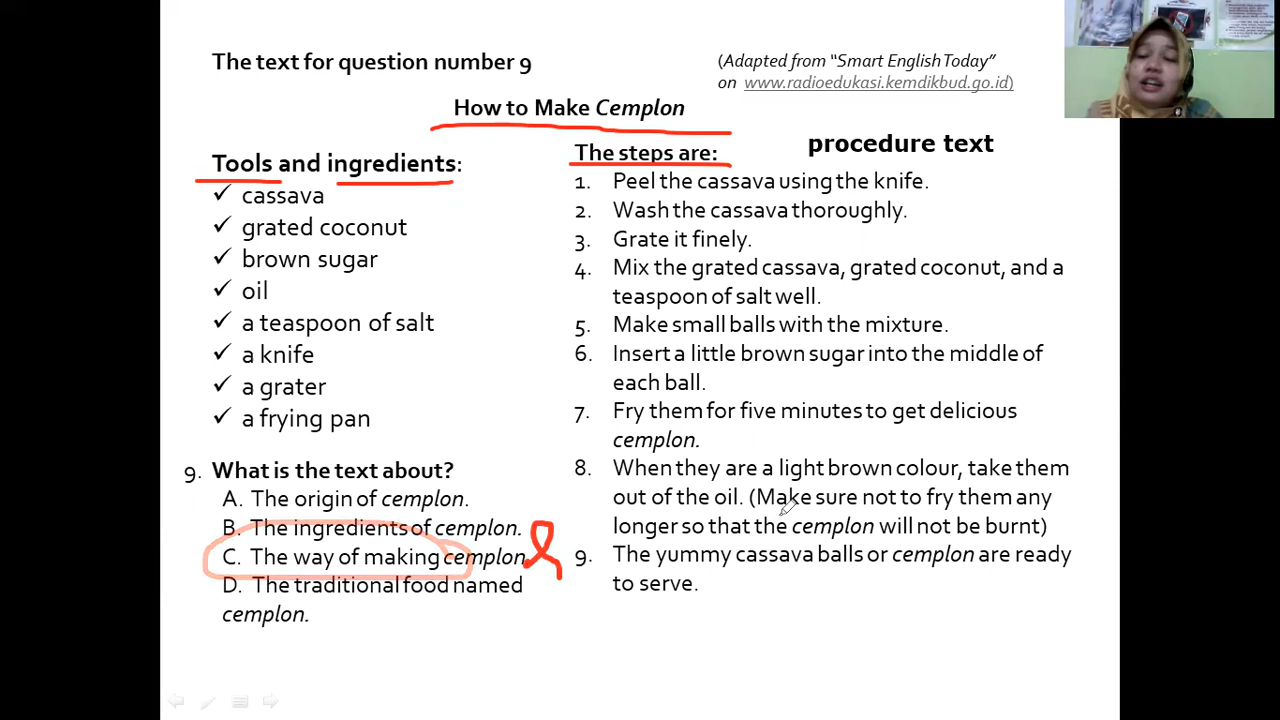 The text for question number 9
(Adapted from “Smart English Today”
on www.radioedukasi.kemdikbud.go.id)
How to Make Cemplon
procedure text
Tools and ingredients:
✓ cassava
✓ grated coconut
✓ brown sugar
✓ oil
✓ a teaspoon of salt
✓ a knife
✓ a grater
✓ a frying pan
9. What is the text about?
A. The origin of cemplon.
B. The ingredients of cemplon.
C. The way of making cemplon
D. The traditional food named
cemplon.
The steps are:
1. Peel the cassava using the knife.
2. Wash the cassava thoroughly.
3. Grate it finely.
4. Mix the grated cassava, grated coconut, and a
teaspoon of salt well.
5. Make small balls with the mixture.
6. Insert a little brown sugar into the middle of
each ball.
7. Fry them for five minutes to get delicious
cemplon.
8. When they are a light brown colour, take them
out of the oil. (Make sure not to fry them any
longer so that the cemplon will not be burnt)
9. The yummy cassava balls or cemplon are ready
to serve.